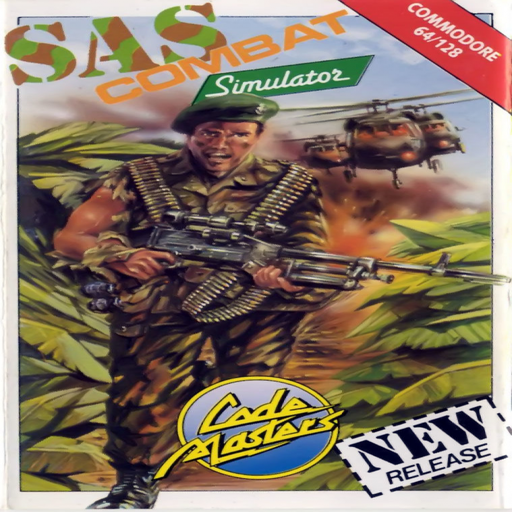 SAS
COMBAT
Simulator
COMMODORE
64/128
Code
Masters
NEW
RELEASE